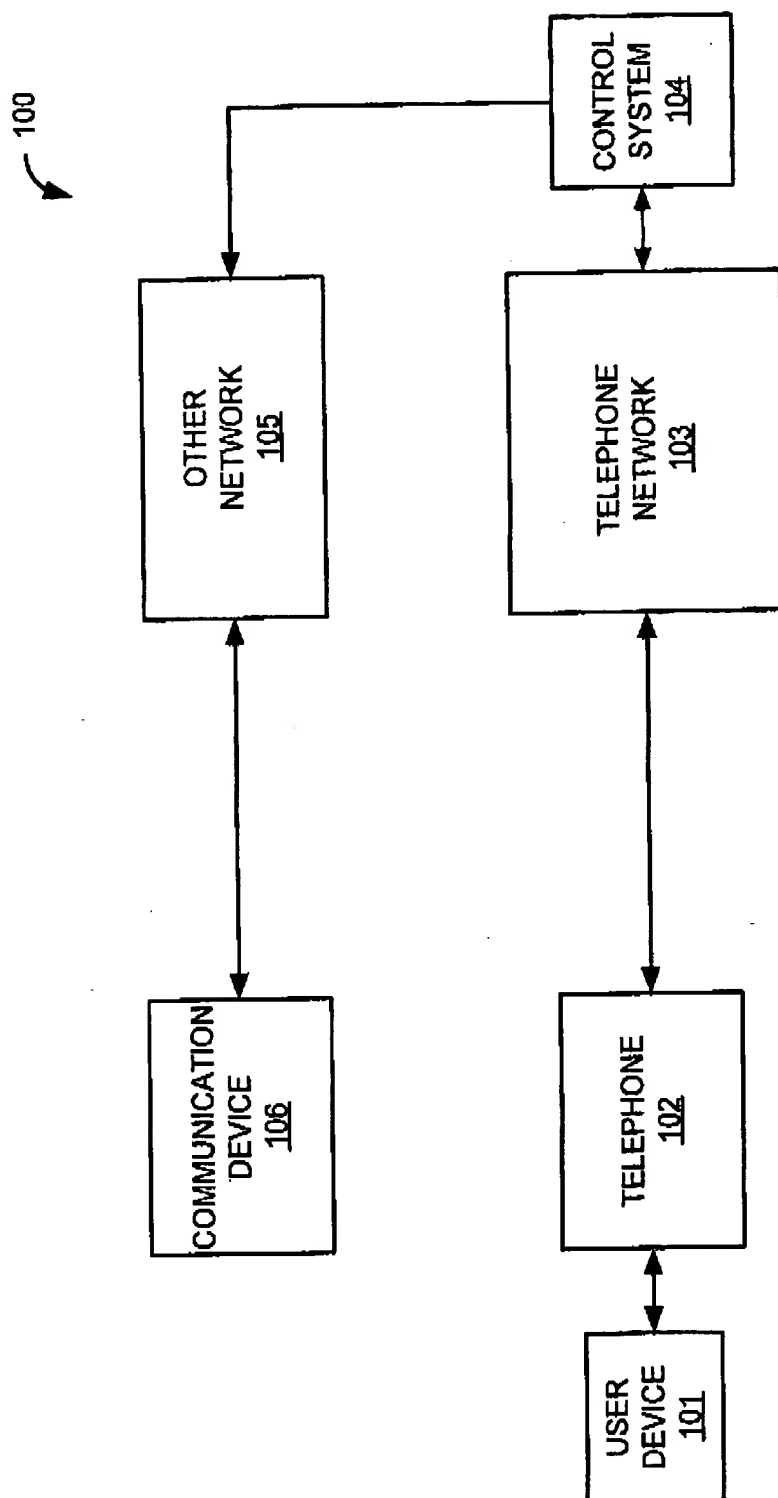 100
COMMUNICATION
DEVICE
106
OTHER
NETWORK
105
USER
DEVICE
101
TELEPHONE
102
TELEPHONE
NETWORK
103
CONTROL
SYSTEM
104